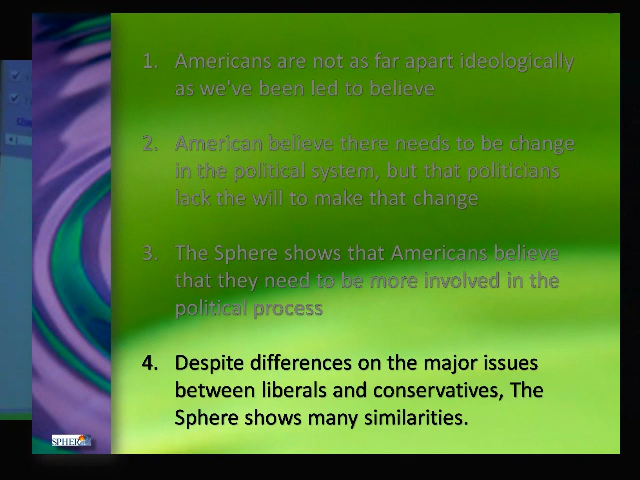 1. Americans are not as far apart ideologically
as we've been led to believe
2. American believe there needs to be change
in the political system, but that politicians
lack the will to make that change
3. The Sphere shows that Americans believe
that they need to be more involved in the
political process
4. Despite differences on the major issues
between liberals and conservatives, The
Sphere shows many similarities.
SPHERE